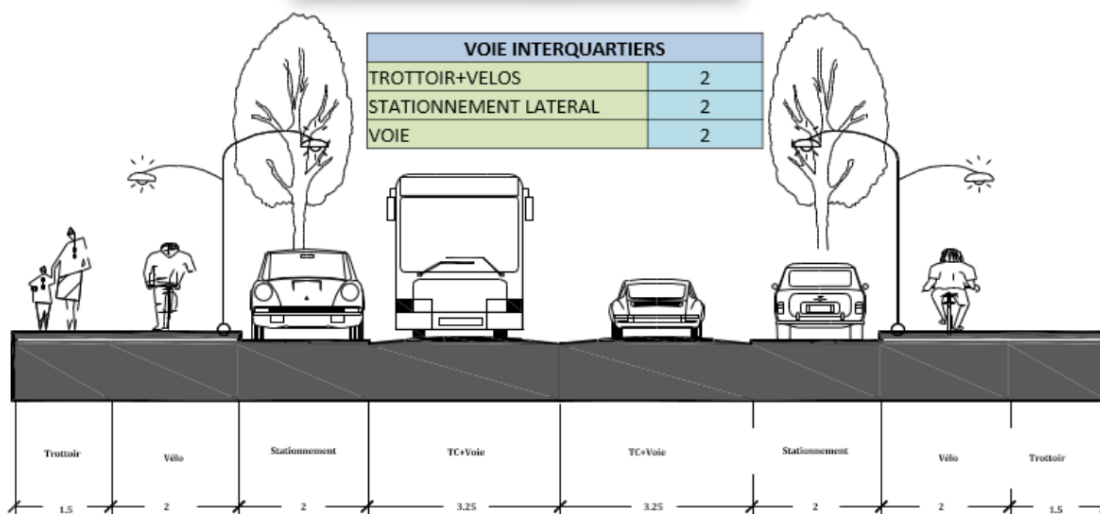 VOIE INTERQUARTIERS
TROTTOIR+VELOS 2
STATIONNEMENT LATERAL 2
VOIE 2
Trottoir Vélo Stationnement TC+Voie TC+Voie Stationnement Vélo Trottoir
1.5 2 2 3.25 3.25 2 2 1.5